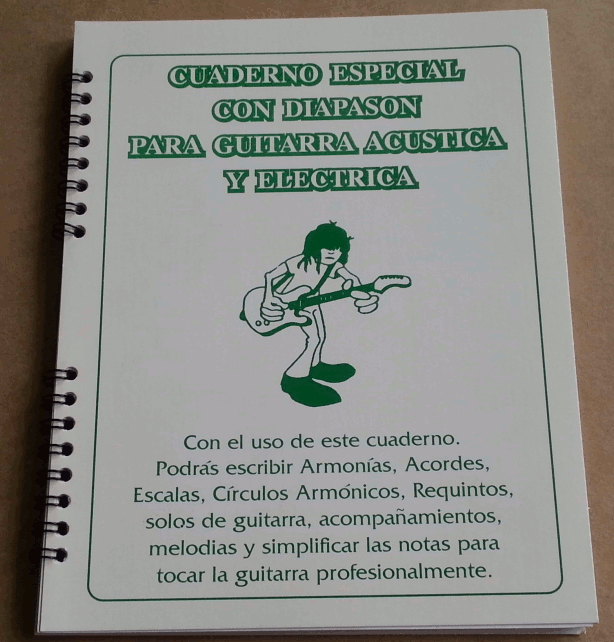 CUADERNO ESPECIAL
CON DIAPASON
PARA GUITARRA ACUSTICA
Y ELECTRICA
Con el uso de este cuaderno.
Podrás escribir Armonías, Acordes,
Escalas, Círculos Armónicos, Requintos,
solos de guitarra, acompañamientos,
melodias y simplificar las notas para
tocar la guitarra profesionalmente.